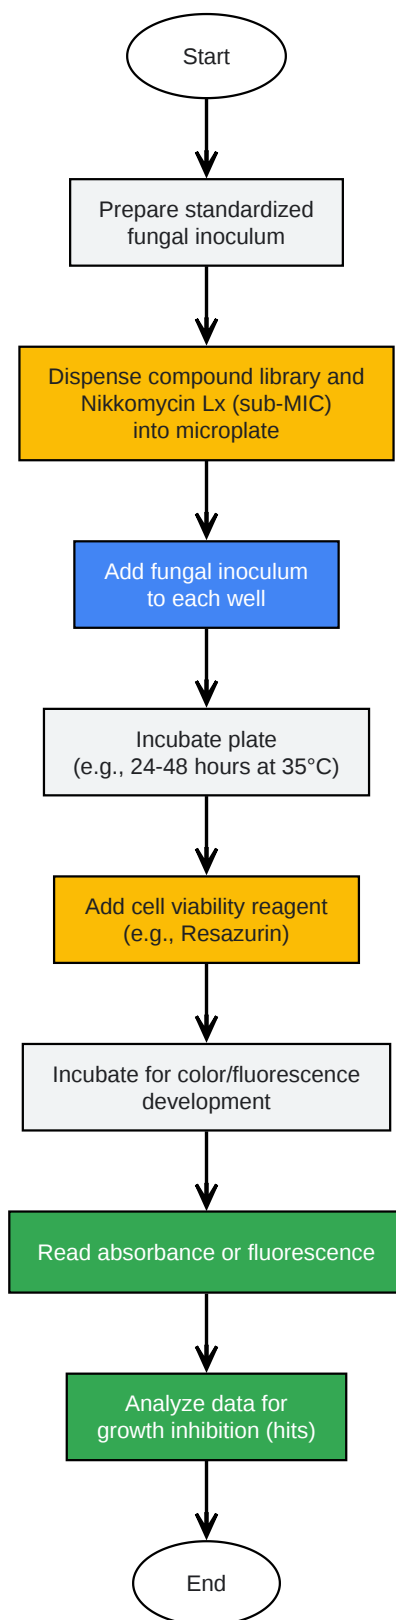 Start
Prepare standardized
fungal inoculum
Dispense compound library and
Nikkomycin Lx (sub-MIC)
into microplate
Add fungal inoculum
to each well
Incubate plate
(e.g., 24-48 hours at 35°C)
Add cell viability reagent
(e.g., Resazurin)
Incubate for color/fluorescence
development
Read absorbance or fluorescence
Analyze data for
growth inhibition (hits)
End